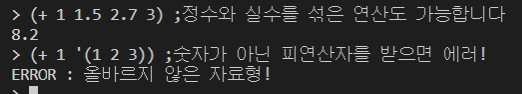 > (+ 1 1.5 2.7 3) ;정수와 실수를 섞은 연산도 가능합니다
8.2
> (+ 1 '(1 2 3)) ;숫자가 아닌 피연산자를 받으면 에러!
ERROR : 올바르지 않은 자료형!
>